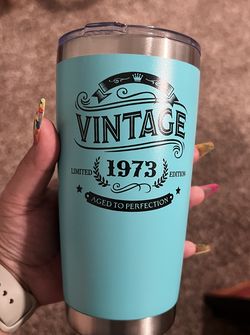 VINTAGE
LIMITED 1973 EDITION
AGED TO PERFECTION